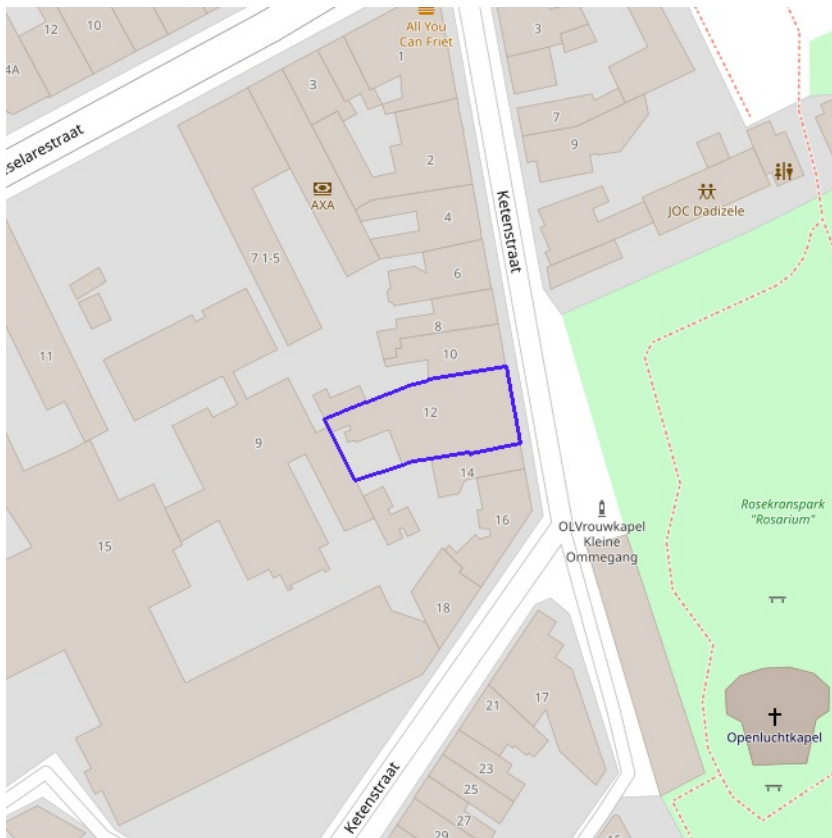 12
10
4A
All You
Can Friet
1
3
3
selarestraat
2
7
9
AXA
Ketenstraat
JOC Dadizele
4
7 1-5
6
8
11
10
12
9
14
16
OLVrouwkapel
Kleine
Ommegang
Rosekranspark
"Rosarium"
15
18
17
21
Openluchtkapel
23
25
Ketenstraat
27
29
15